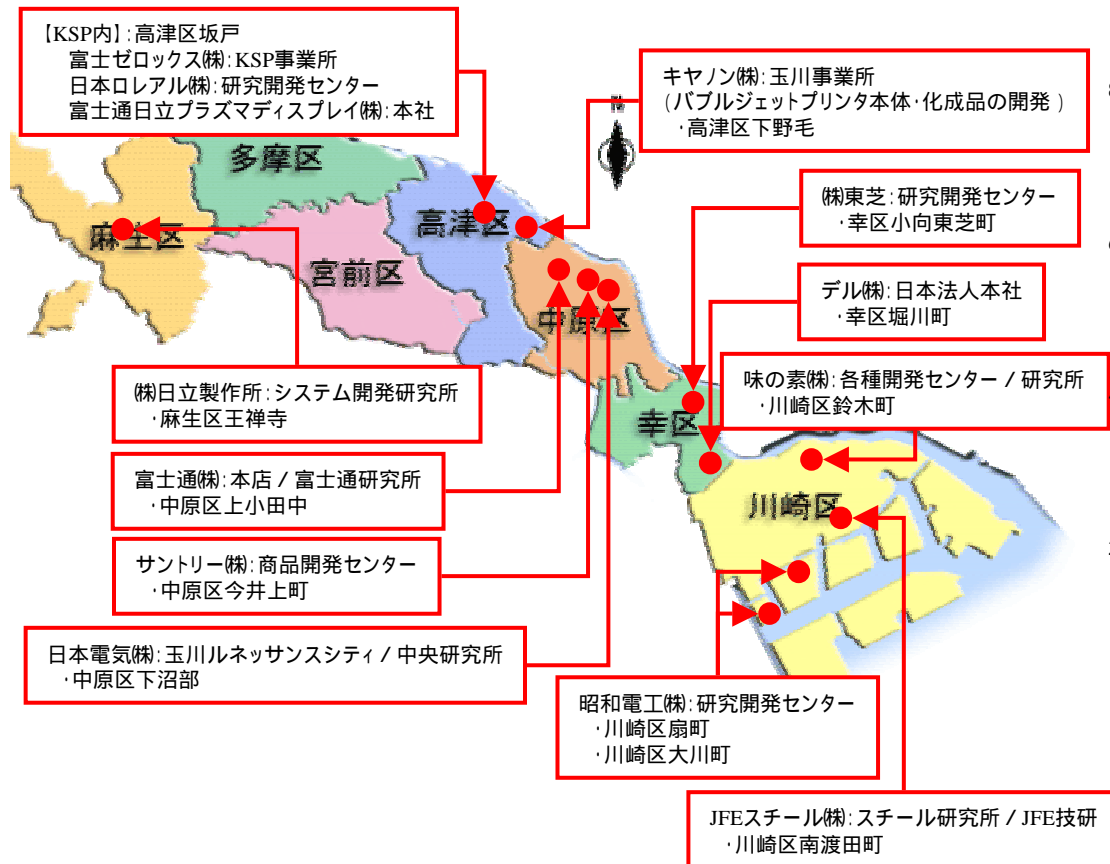 【KSP内】:高津区坂戸
富士ゼロックス㈱:KSP事業所
日本ロレアル㈱:研究開発センター
富士通日立プラズマディスプレイ㈱:本社
キヤノン㈱:玉川事業所
(バブルジェットプリンタ本体・化成品の開発)
・高津区下野毛
N
多摩区
㈱東芝:研究開発センター
・幸区小向東芝町
麻生区
高津区
宮前区
デル㈱:日本法人本社
・幸区堀川町
中原区
㈱日立製作所:システム開発研究所
・麻生区王禅寺
味の素㈱:各種開発センター / 研究所
・川崎区鈴木町
幸区
富士通㈱:本店 / 富士通研究所
・中原区上小田中
川崎区
サントリー㈱:商品開発センター
・中原区今井上町
日本電気㈱:玉川ルネッサンスシティ / 中央研究所
・中原区下沼部
昭和電工㈱:研究開発センター
・川崎区扇町
・川崎区大川町
JFEスチール㈱:スチール研究所 / JFE技研
・川崎区南渡田町